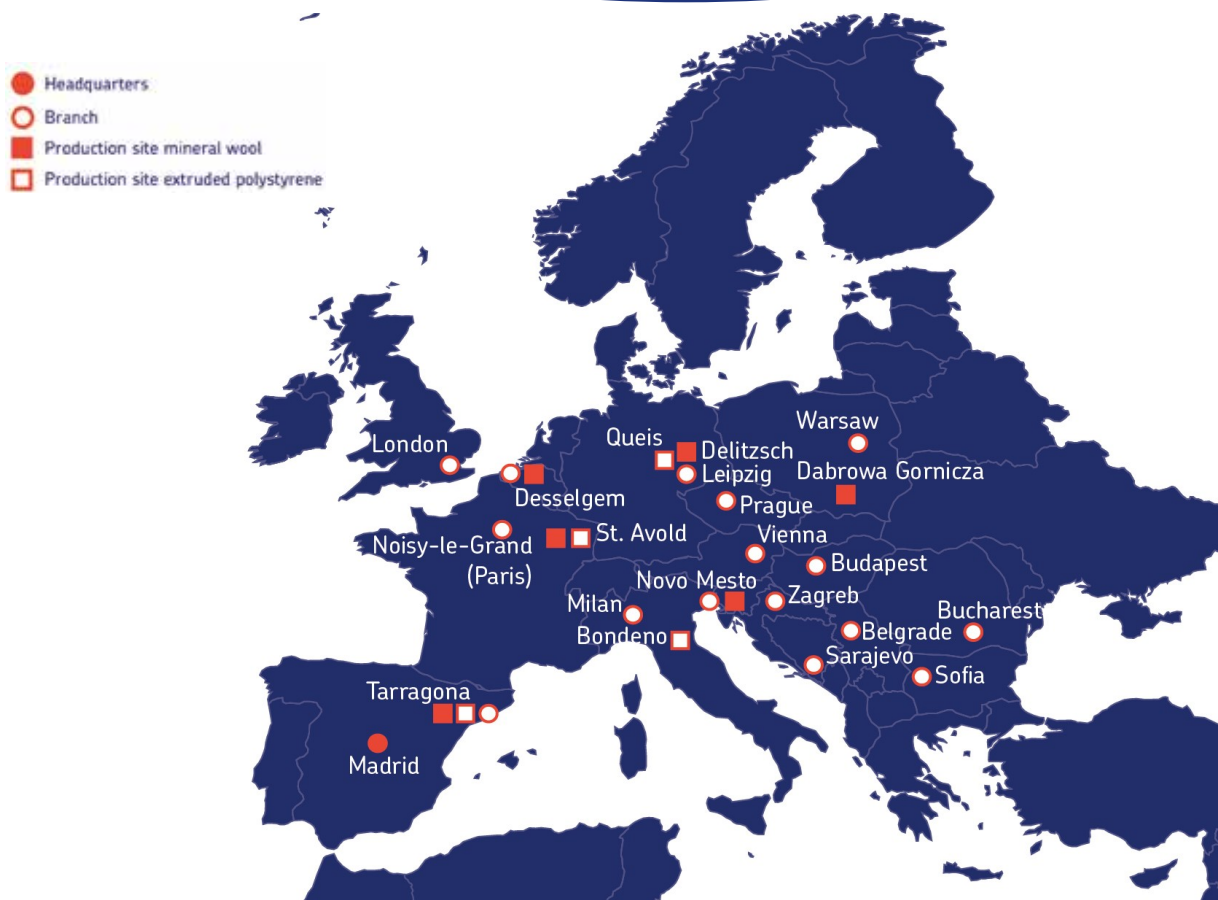 Headquarters
Branch
Production site mineral wool
Production site extruded polystyrene
Warsaw
Queis
London
Delitzsch
Leipzig
Dabrowa Gornicza
Desselgem
Prague
St. Avold
Vienna
Noisy-le-Grand
(Paris)
Budapest
Novo Mesto
Zagreb
Milan
Bucharest
Bondeno
Belgrade
Sarajevo
Sofia
Tarragona
Madrid